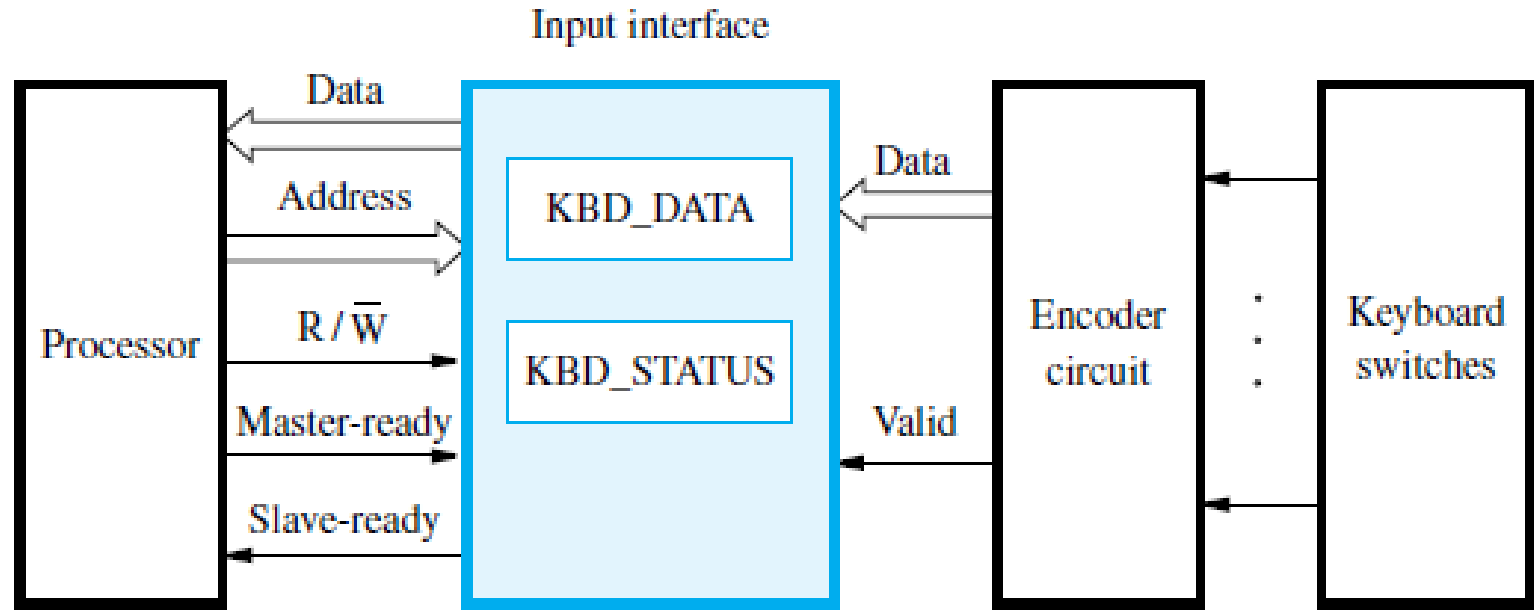 Input interface
Data
Address
R / W̅
Master-ready
Slave-ready
Processor
KBD_DATA
KBD_STATUS
Data
Valid
Encoder
circuit
Keyboard
switches